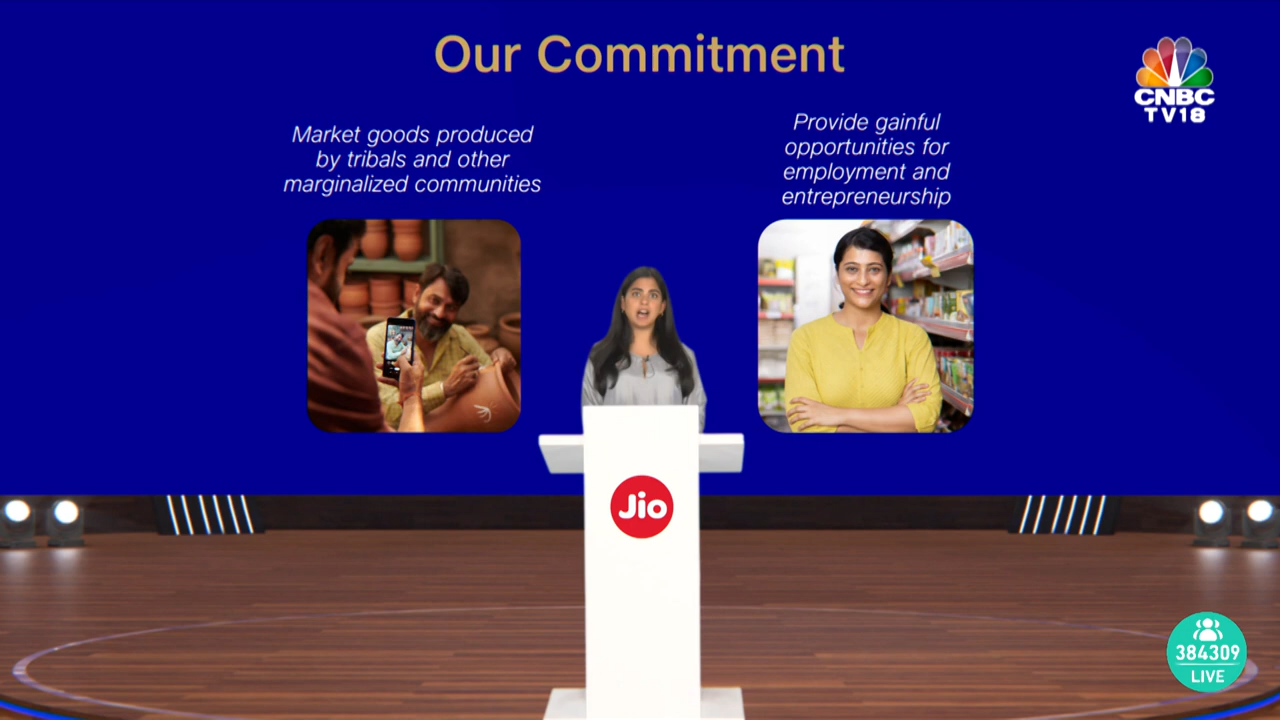 Our Commitment
Market goods produced
by tribals and other
marginalized communities
Provide gainful
opportunities for
employment and
entrepreneurship
CNBC
TV18
Jio
384309
LIVE